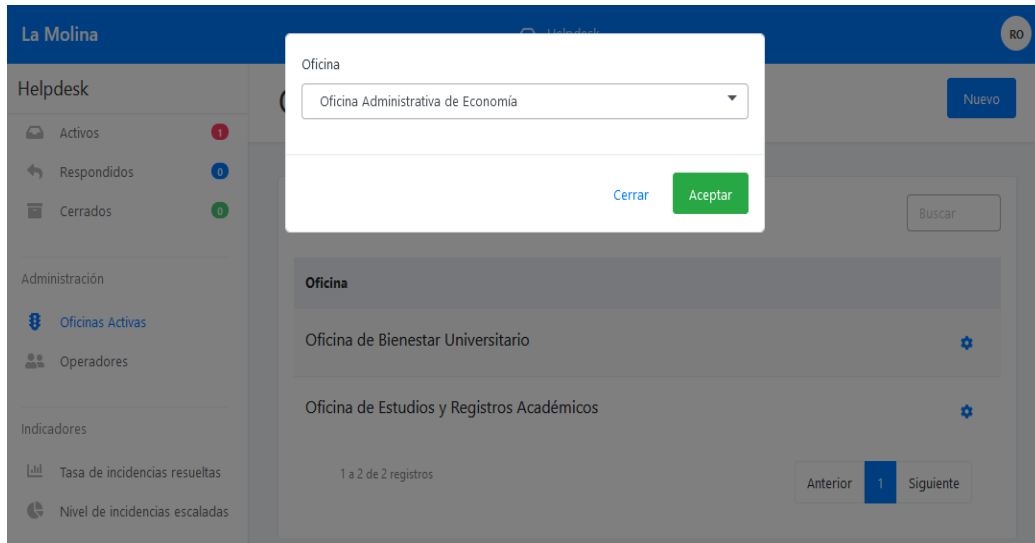 La Molina
Helpdesk
RO
Helpdesk
Nuevo
Activos 1
Respondidos 0
Cerrados 0
Administración
Oficinas Activas
Operadores
Indicadores
Tasa de incidencias resueltas
Nivel de incidencias escaladas
Oficina
Oficina Administrativa de Economía
Cerrar Aceptar
Buscar
Oficina
Oficina de Bienestar Universitario
Oficina de Estudios y Registros Académicos
1 a 2 de 2 registros
Anterior 1 Siguiente